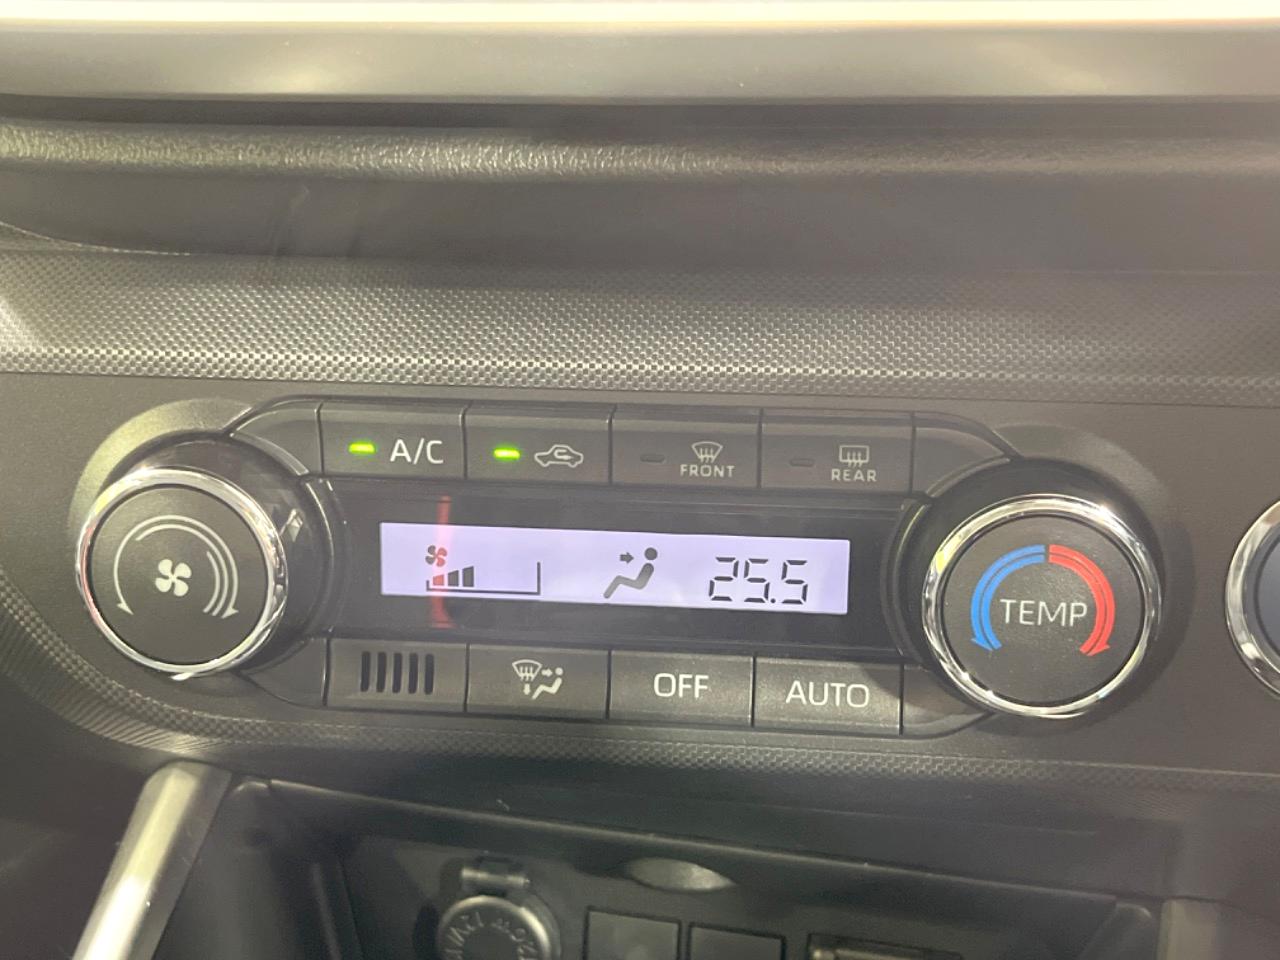 A/C
FRONT
REAR
25.5
TEMP
OFF
AUTO